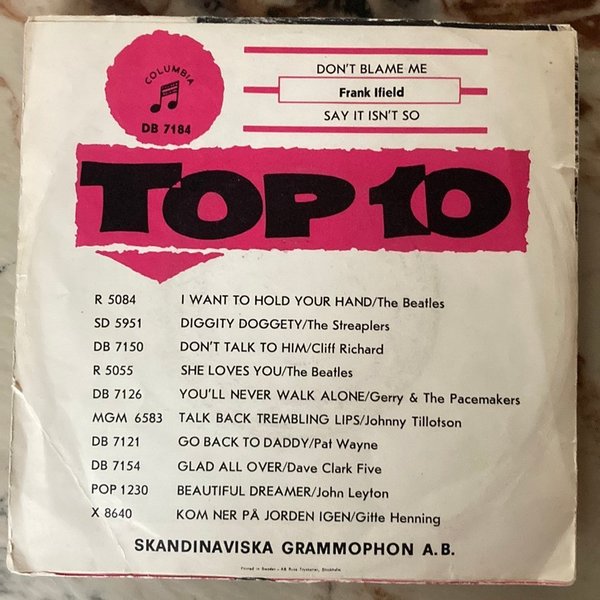 COLUMBIA
DB 7184
DON'T BLAME ME
Frank Ifield
SAY IT ISN'T SO
TOP 10
R 5084 I WANT TO HOLD YOUR HAND/The Beatles
SD 5951 DIGGITY DOGGETY/The Streaplers
DB 7150 DON'T TALK TO HIM/Cliff Richard
R 5055 SHE LOVES YOU/The Beatles
DB 7126 YOU'LL NEVER WALK ALONE/Gerry & The Pacemakers
MGM 6583 TALK BACK TREMBLING LIPS/Johnny Tillotson
DB 7121 GO BACK TO DADDY/Pat Wayne
DB 7154 GLAD ALL OVER/Dave Clark Five
POP 1230 BEAUTIFUL DREAMER/John Leyton
X 8640 KOM NER PÅ JORDEN IGEN/Gitte Henning
SKANDINAVISKA GRAMMOPHON A.B.
Printed in Sweden - AB Stockholm